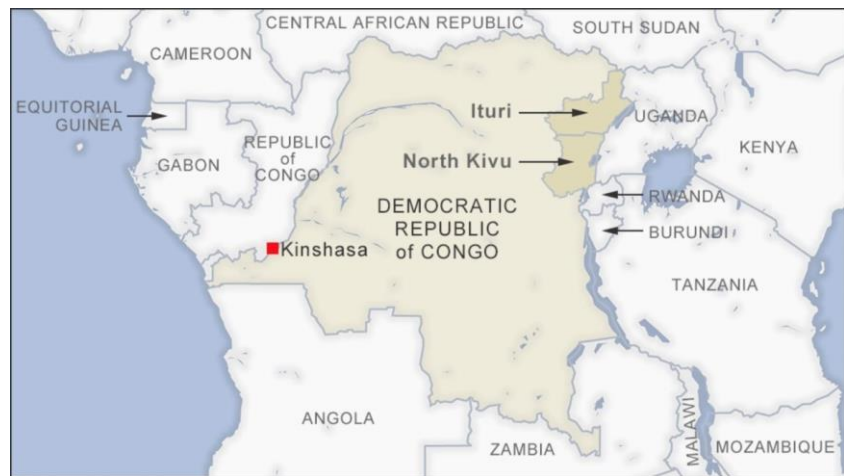 CENTRAL AFRICAN REPUBLIC
SOUTH SUDAN
CAMEROON
EQUITORIAL
GUINEA
Ituri
UGANDA
REPUBLIC
of
CONGO
GABON
North Kivu
KENYA
RWANDA
DEMOCRATIC
REPUBLIC
of CONGO
BURUNDI
Kinshasa
TANZANIA
ANGOLA
ZAMBIA
MALAWI
MOZAMBIQUE